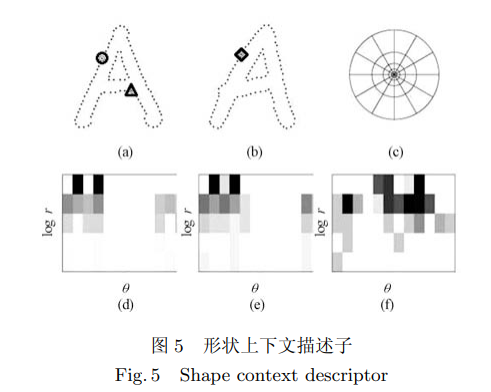 (a) (b) (c)
log r log r log r
θ θ θ
(d) (e) (f)
图 5 形状上下文描述子
Fig. 5 Shape context descriptor